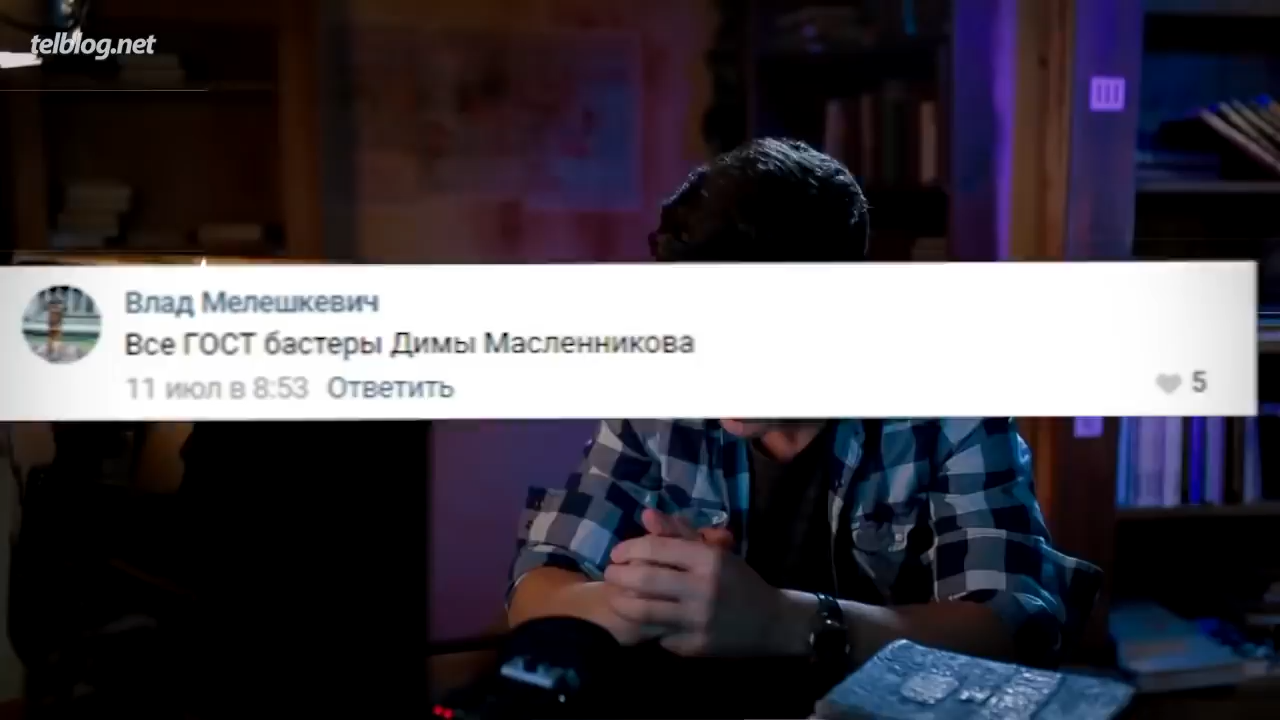 telblog.net
Влад Мелешкевич
Все ГОСТ бастеры Димы Масленникова
11 июл в 8:53 Ответить
5